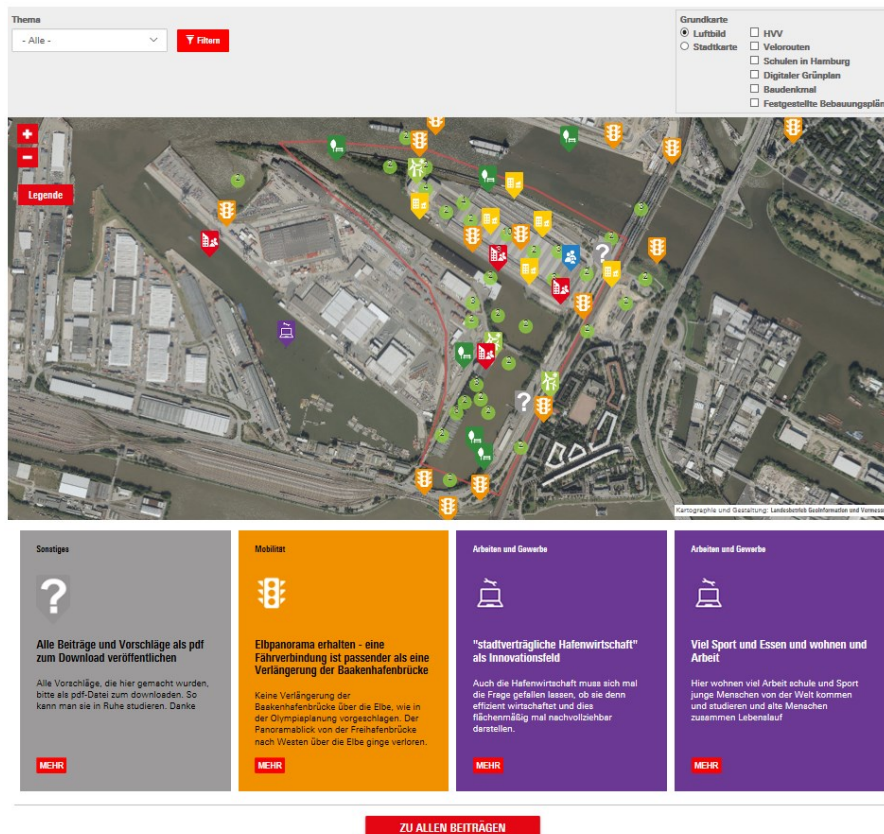 Thema
- Alle -
Filtern
Grundkarte
Luftbild
Stadtkarte
HVV
Velorouten
Schulen in Hamburg
Digitaler Grünplan
Baudenkmal
Festgestellte Bebauungsplän
+
−
Legende
Kartographie und Gestaltung: Landesbetrieb Geoinformation und Vermess
Sonstiges
?
Alle Beiträge und Vorschläge als pdf
zum Download veröffentlichen
Alle Vorschläge, die hier gemacht wurden,
bitte als pdf-Datei zum downloaden. So
kann man sie in Ruhe studieren. Danke
MEHR
Mobilität
Elbpanorama erhalten - eine
Fährverbindung ist passender als eine
Verlängerung der Baakenhafenbrücke
Keine Verlängerung der
Baakenhafenbrücke über die Elbe, wie in
der Olympiaplanung vorgeschlagen. Der
Panoramablick von der Freihafenbrücke
nach Westen über die Elbe ginge verloren.
MEHR
Arbeiten und Gewerbe
"stadtverträgliche Hafenwirtschaft"
als Innovationsfeld
Auch die Hafenwirtschaft muss sich mal
die Frage gefallen lassen, ob sie denn
effizient wirtschaftet und dies
flächenmäßig mal nachvollziehbar
darstellen.
MEHR
Arbeiten und Gewerbe
Viel Sport und Essen und wohnen und
Arbeit
Hier wohnen viel Arbeit schule und Sport
junge Menschen von der Welt kommen
und studieren und alte Menschen
zusammen Lebenslauf
MEHR
ZU ALLEN BEITRÄGEN